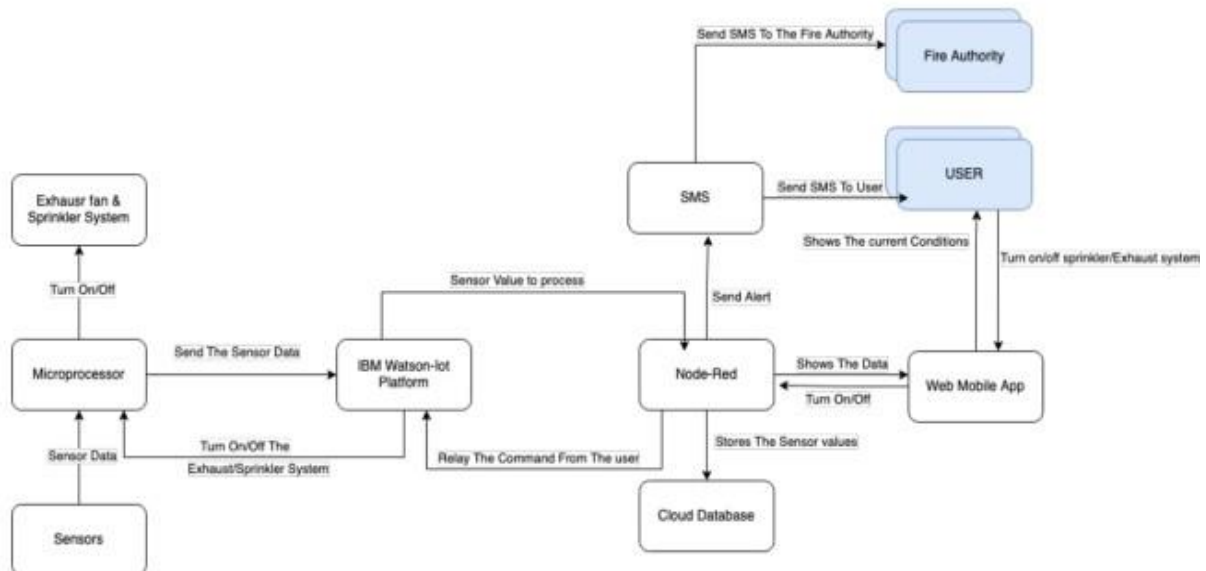 Send SMS To The Fire Authority
Fire Authority
USER
SMS
Send SMS To User
Exhausr fan &
Sprinkler System
Shows The current Conditions
Turn on/off sprinkler/Exhaust system
Turn On/Off
Sensor Value to process
Send Alert
Microprocessor
Send The Sensor Data
IBM Watson-Iot
Platform
Node-Red
Shows The Data
Turn On/Off
Web Mobile App
Sensor Data
Turn On/Off The
Exhaust/Sprinkler System
Relay The Command From The user
Stores The Sensor values
Cloud Database
Sensors